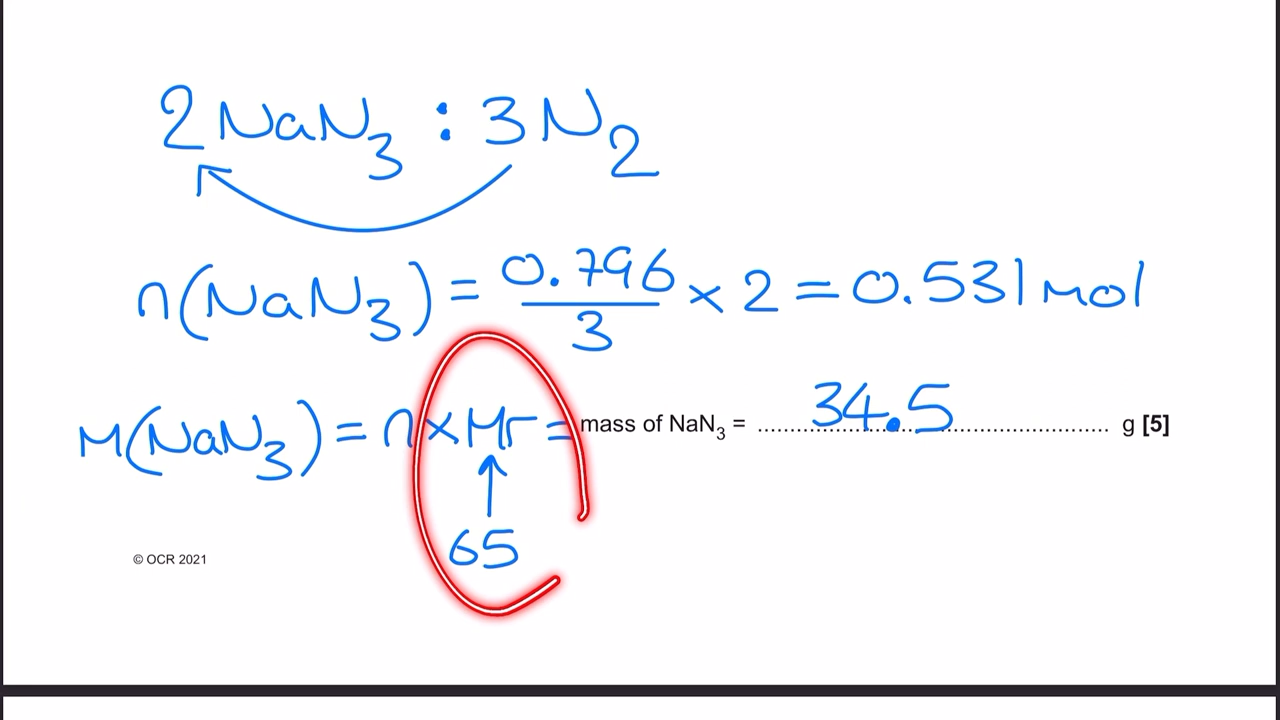 2NaN₃ : 3N₂
n(NaN₃) = 0.796/3 × 2 = 0.531 mol
M(NaN₃) = n × Mr = mass of NaN₃ = 34.5 g [5]
65
© OCR 2021